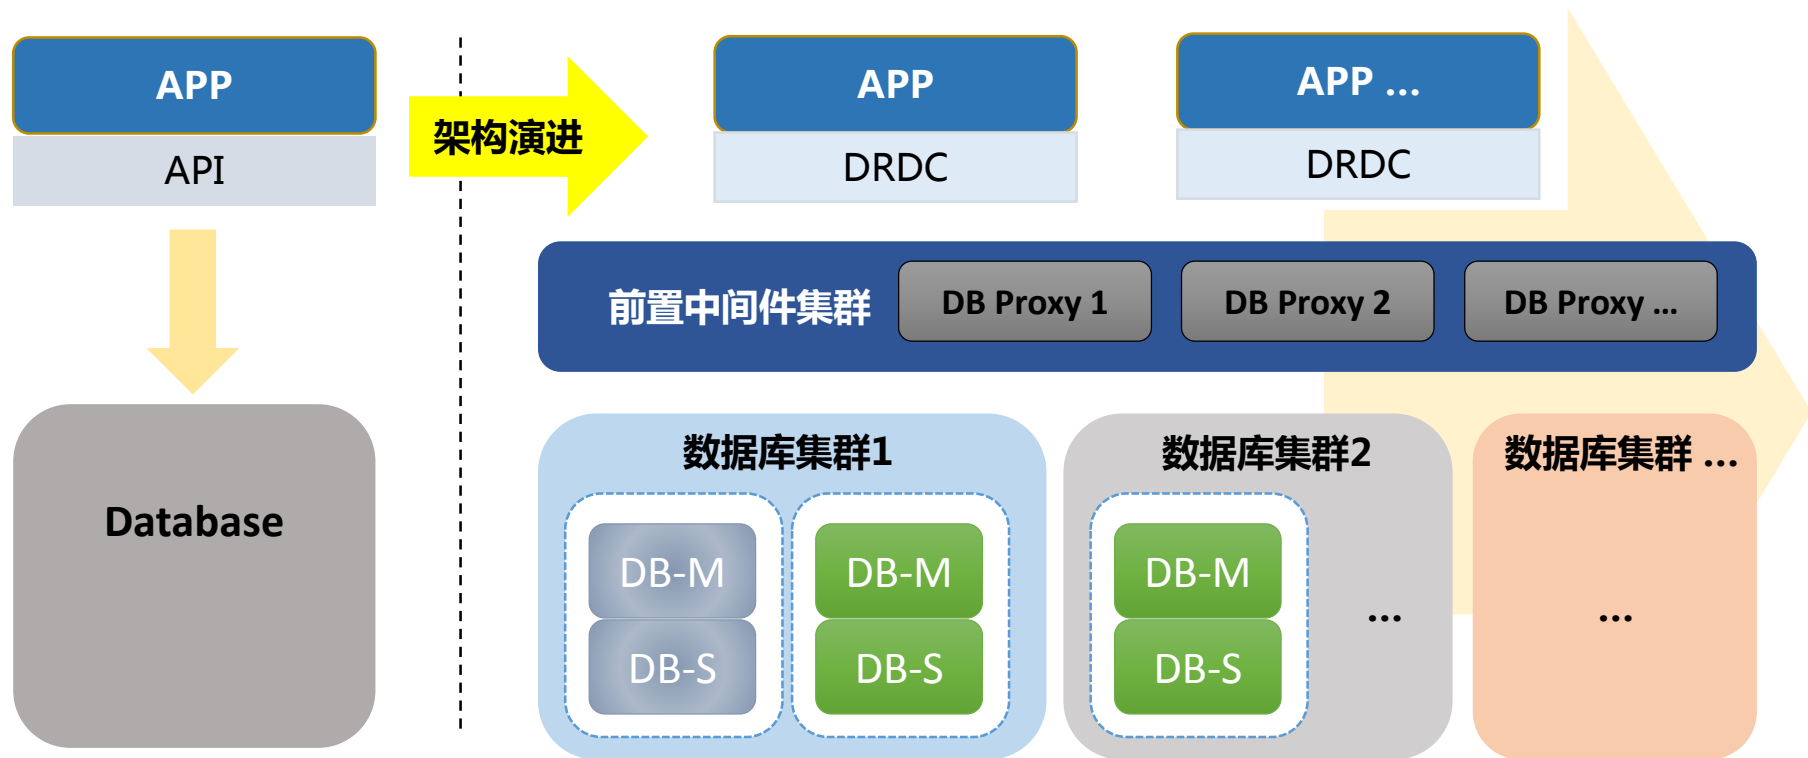 APP
API
Database
架构演进
APP
DRDC
APP ...
DRDC
前置中间件集群
DB Proxy 1
DB Proxy 2
DB Proxy ...
数据库集群1
DB-M
DB-S
DB-M
DB-S
数据库集群2
DB-M
DB-S
...
数据库集群 ...
...